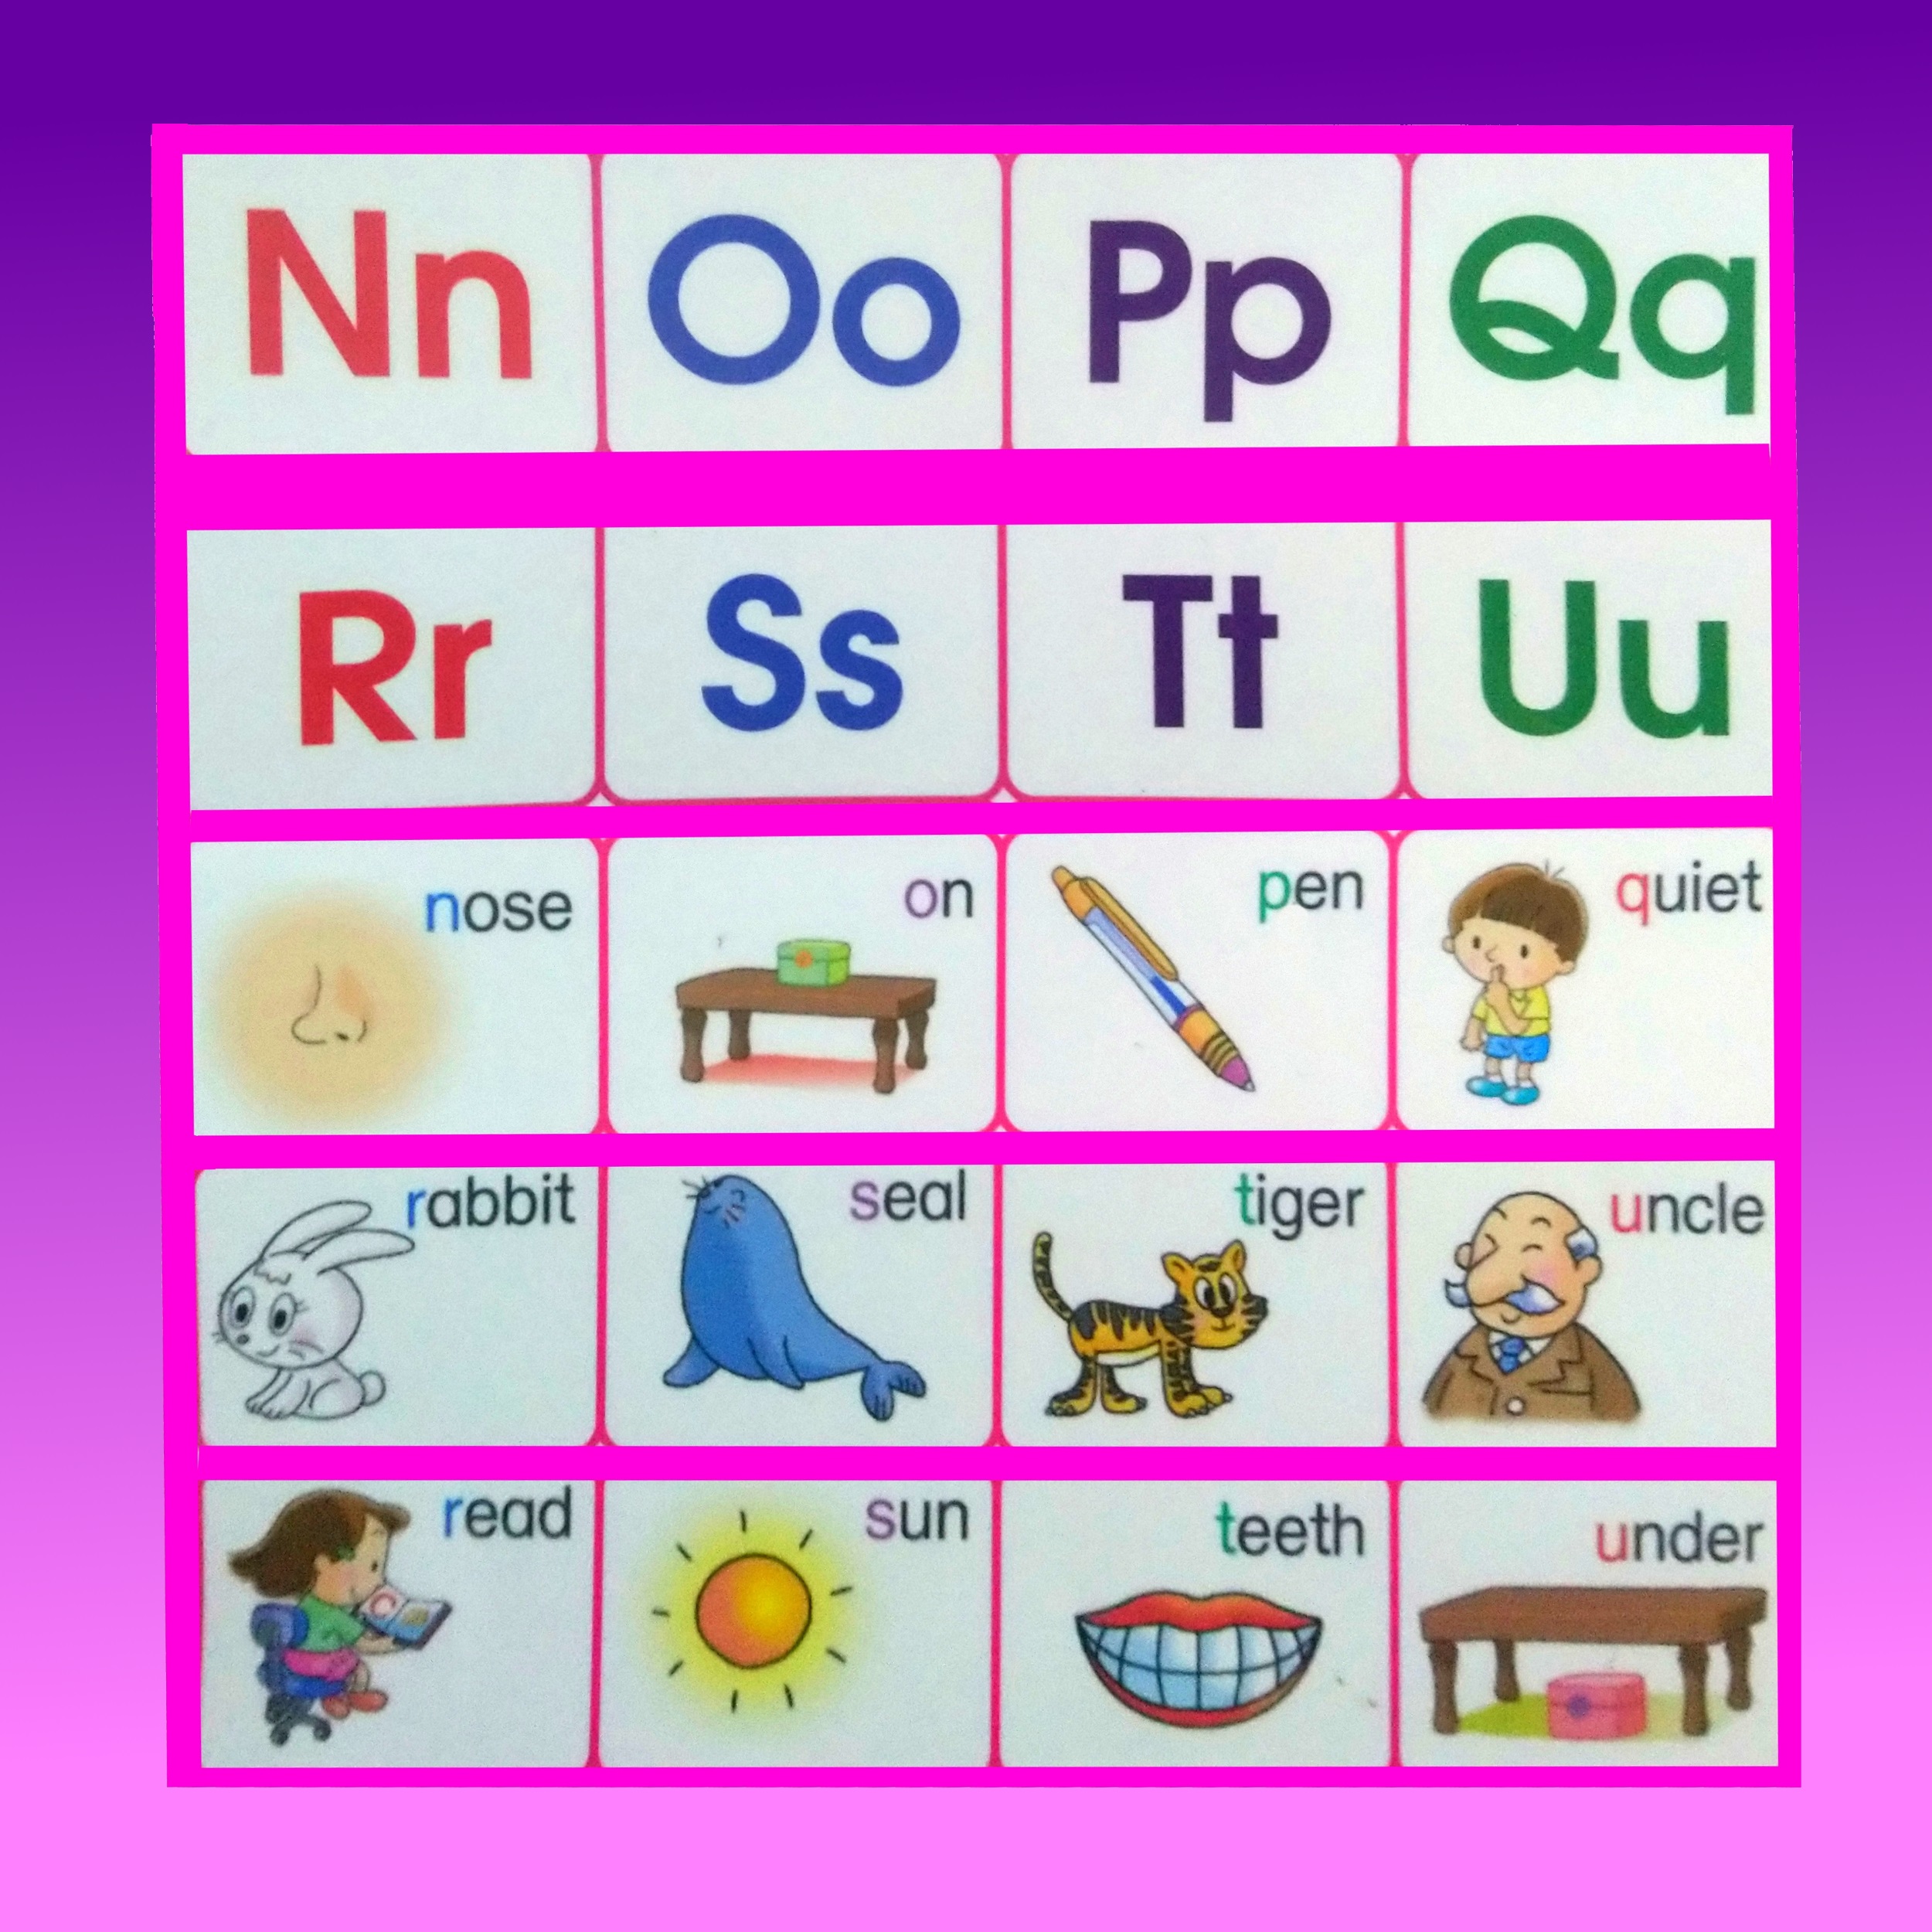 Nn Oo Pp Qq
Rr Ss Tt Uu
nose on pen quiet
rabbit seal tiger uncle
read sun teeth under